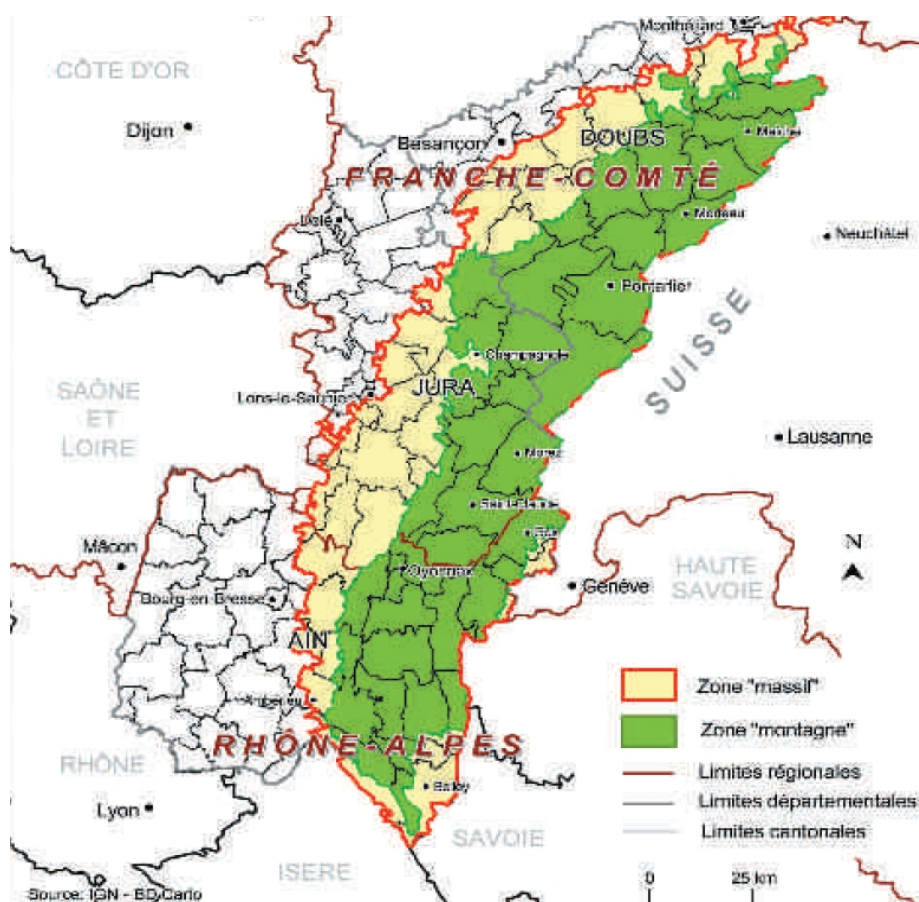 Montbéliard
CÔTE D'OR
Dijon
Besançon
DOUBS
Maîche
FRANCHE-COMTÉ
Dole
Morteau
Neuchâtel
Pontarlier
SUISSE
Champagnole
JURA
Lons-le-Saunier
SAÔNE
ET
LOIRE
Lausanne
Morez
Saint-Claude
Gex
Mâcon
Oyonnax
Genève
HAUTE
SAVOIE
N
Bourg-en-Bresse
AIN
Ambérieu
Zone "massif"
Zone "montagne"
RHÔNE-ALPES
RHÔNE
Belley
Limites régionales
Limites départementales
Limites cantonales
Lyon
SAVOIE
ISERE
Source: IGN - BD Carto
0 25 km